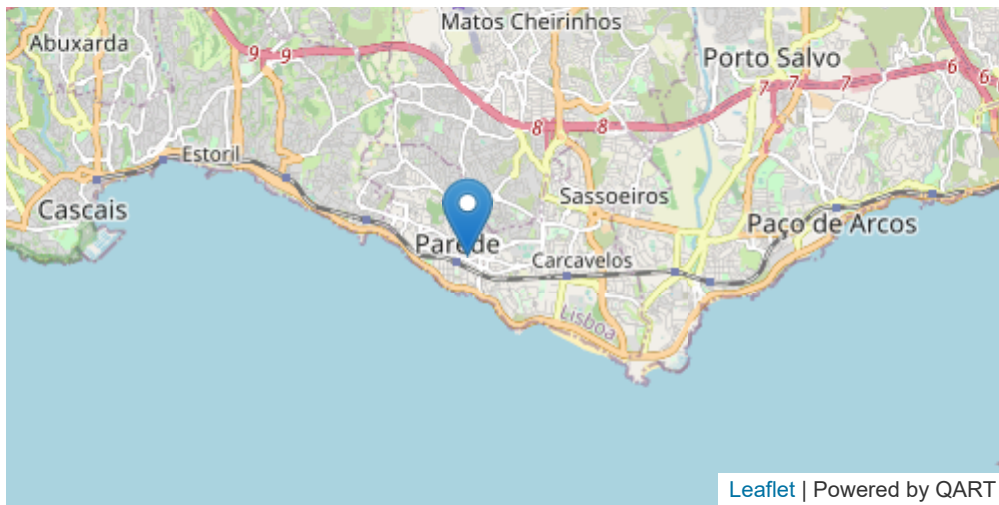 Matos Cheirinhos
Abuxarda
9
9
Porto Salvo
6
6
7
7
7
8
8
Estoril
Sassoeiros
Cascais
Paço de Arcos
Parede
Carcavelos
Lisboa
Leaflet | Powered by QART